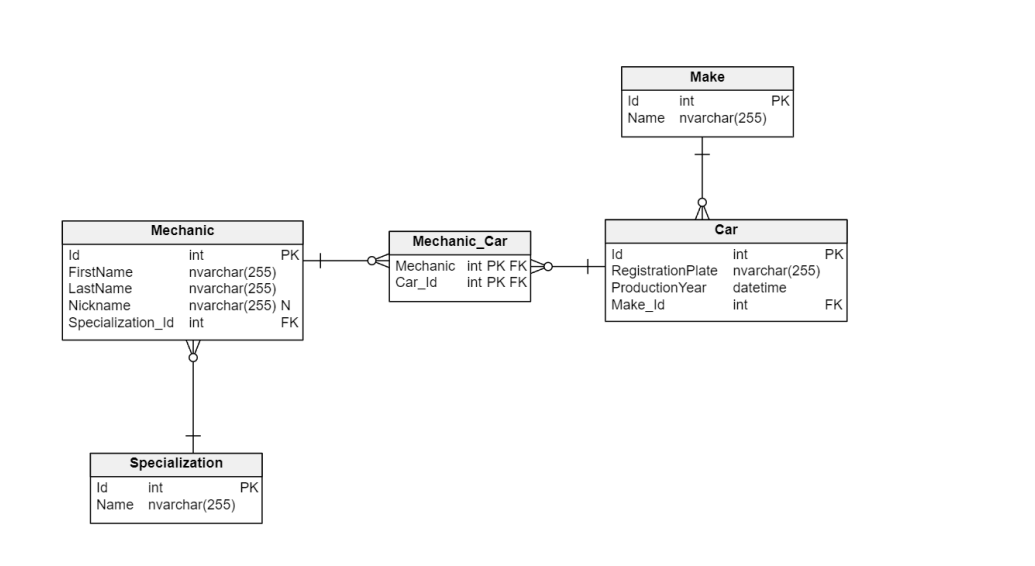 Make
Id int PK
Name nvarchar(255)
Mechanic
Id int PK
FirstName nvarchar(255)
LastName nvarchar(255)
Nickname nvarchar(255) N
Specialization_Id int FK
Mechanic_Car
Mechanic int PK FK
Car_Id int PK FK
Car
Id int PK
RegistrationPlate nvarchar(255)
ProductionYear datetime
Make_Id int FK
Specialization
Id int PK
Name nvarchar(255)